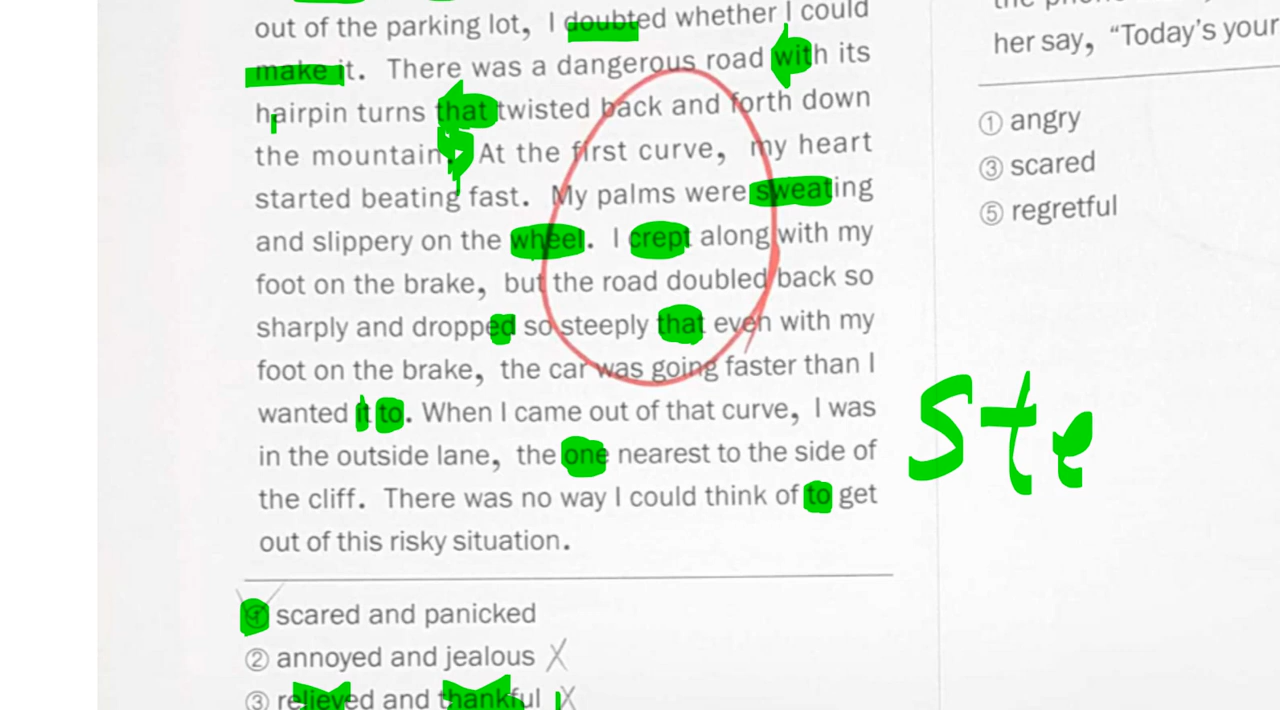 out of the parking lot, I doubted whether I could
make it. There was a dangerous road with its
hairpin turns that twisted back and forth down
the mountain. At the first curve, my heart
started beating fast. My palms were sweating
and slippery on the wheel. I crept along with my
foot on the brake, but the road doubled back so
sharply and dropped so steeply that even with my
foot on the brake, the car was going faster than I
wanted it to. When I came out of that curve, I was
in the outside lane, the one nearest to the side of
the cliff. There was no way I could think of to get
out of this risky situation.
① scared and panicked
② annoyed and jealous X
③ relieved and thankful X
her say, “Today’s your
① angry
③ scared
⑤ regretful
ste